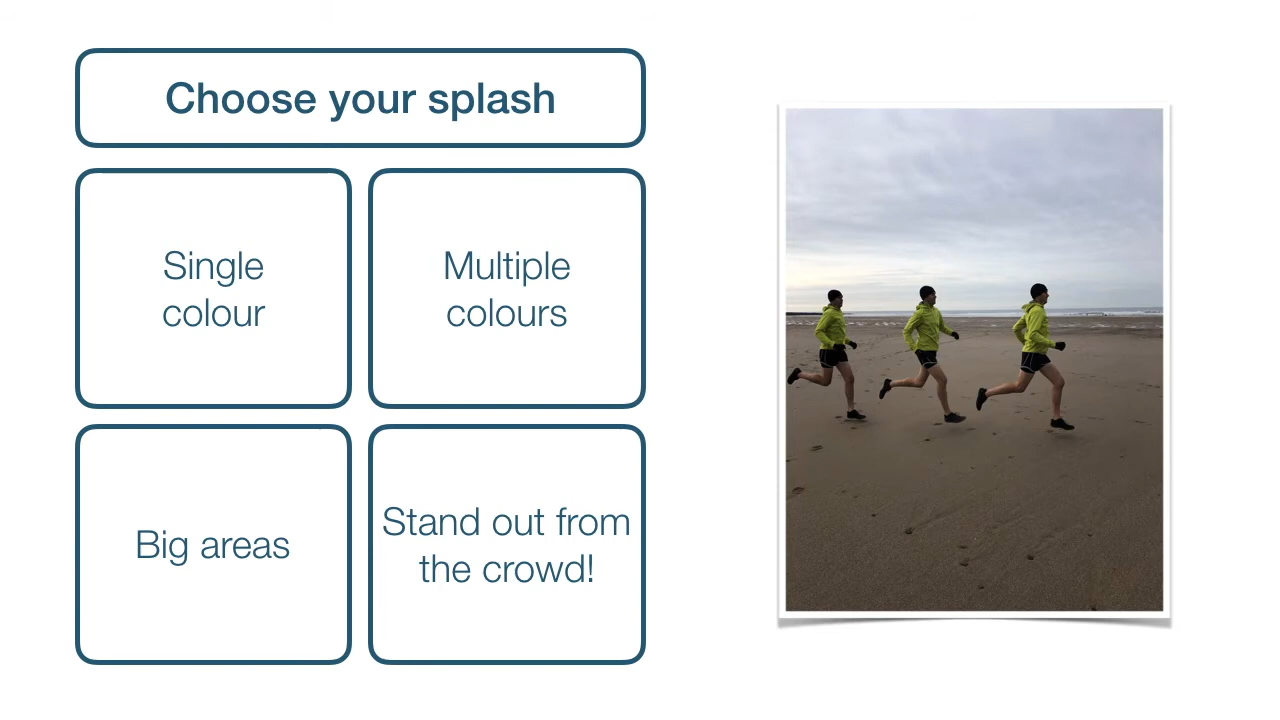 Choose your splash
Single
colour
Multiple
colours
Big areas
Stand out from
the crowd!